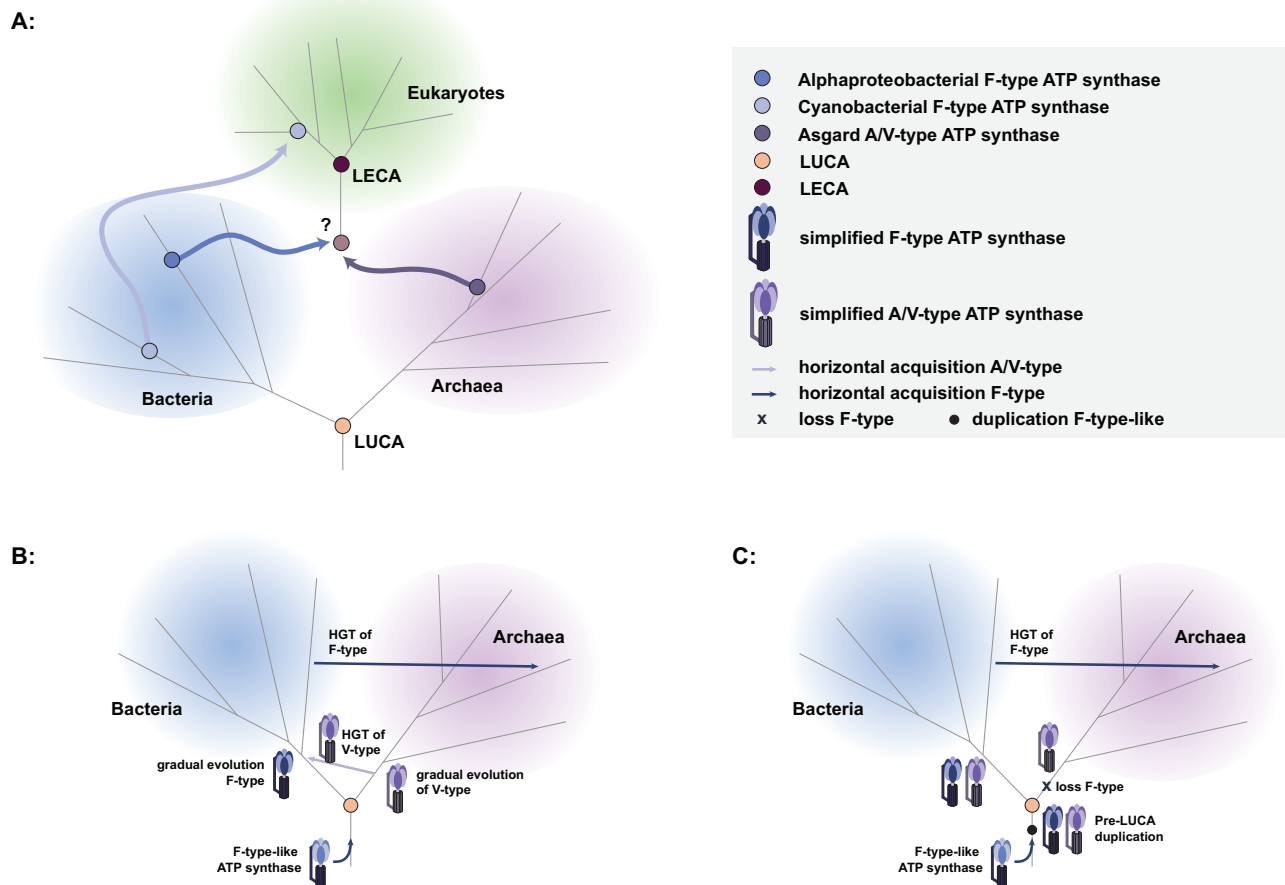 A:
Eukaryotes
LECA
?
Bacteria
Archaea
LUCA
Alphaproteobacterial F-type ATP synthase
Cyanobacterial F-type ATP synthase
Asgard A/V-type ATP synthase
LUCA
LECA
simplified F-type ATP synthase
simplified A/V-type ATP synthase
horizontal acquisition A/V-type
horizontal acquisition F-type
x loss F-type
duplication F-type-like
B:
HGT of
F-type
Archaea
Bacteria
HGT of
V-type
gradual evolution
F-type
gradual evolution
of V-type
F-type-like
ATP synthase
C:
HGT of
F-type
Archaea
Bacteria
x loss F-type
Pre-LUCA
duplication
F-type-like
ATP synthase